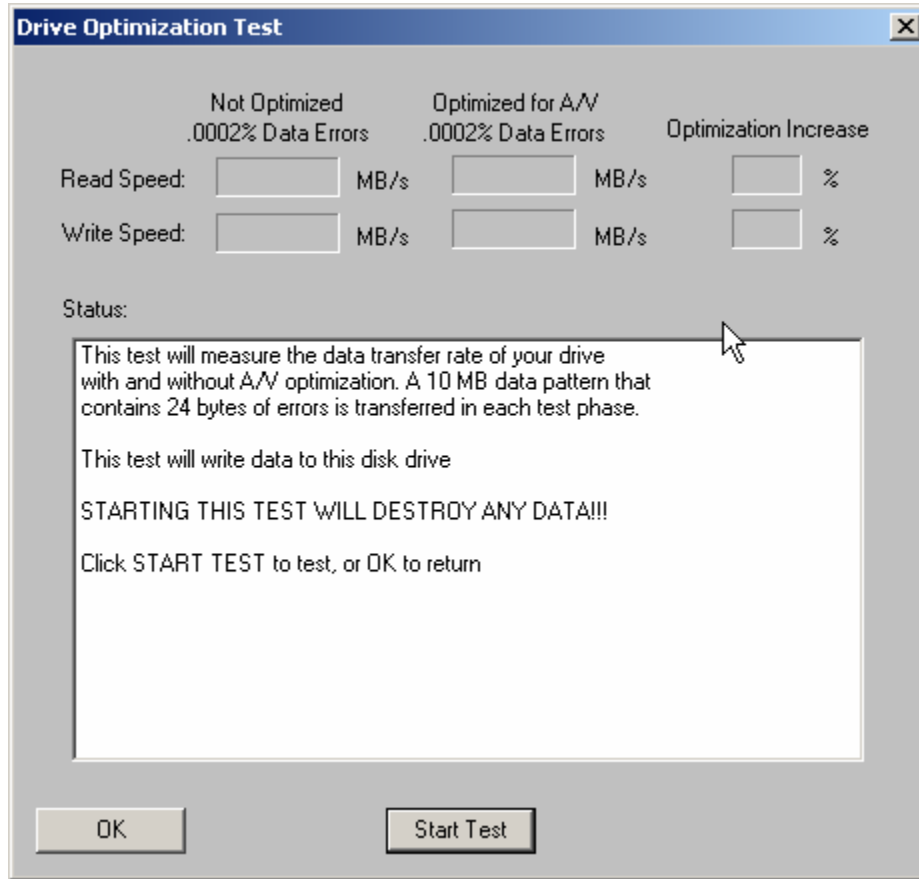 Drive Optimization Test
Not Optimized Optimized for A/V
.0002% Data Errors .0002% Data Errors Optimization Increase
Read Speed: MB/s MB/s %
Write Speed: MB/s MB/s %
Status:
This test will measure the data transfer rate of your drive
with and without A/V optimization. A 10 MB data pattern that
contains 24 bytes of errors is transferred in each test phase.
This test will write data to this disk drive
STARTING THIS TEST WILL DESTROY ANY DATA!!!
Click START TEST to test, or OK to return
OK Start Test